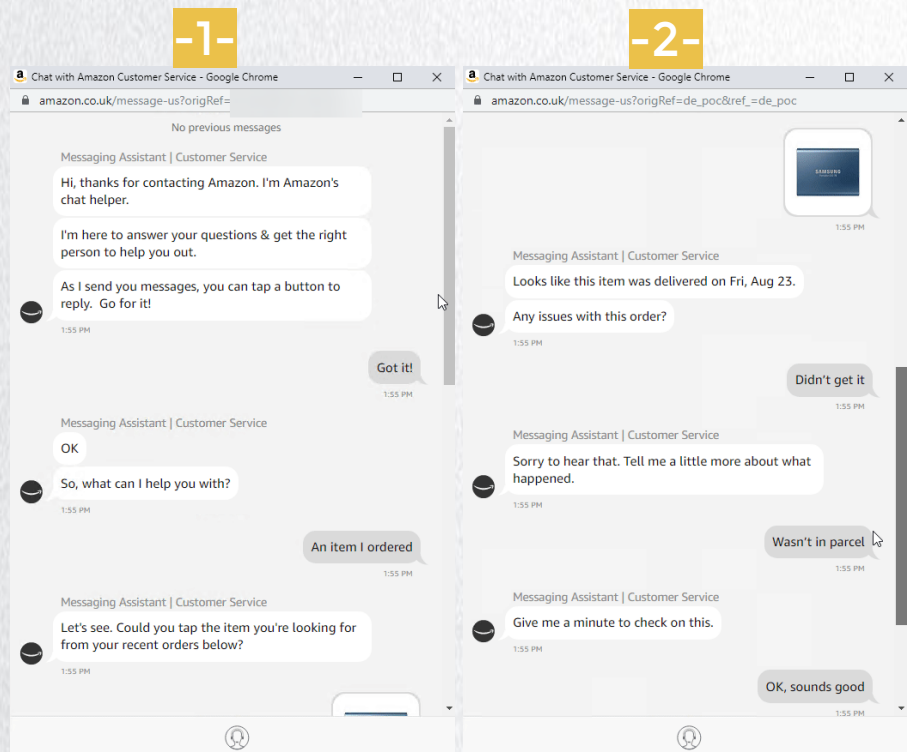 -1-
Chat with Amazon Customer Service - Google Chrome
amazon.co.uk/message-us?origRef=
No previous messages
Messaging Assistant | Customer Service
Hi, thanks for contacting Amazon. I'm Amazon's
chat helper.
I'm here to answer your questions & get the right
person to help you out.
As I send you messages, you can tap a button to
reply.  Go for it!
1:55 PM
Got it!
1:55 PM
Messaging Assistant | Customer Service
OK
So, what can I help you with?
1:55 PM
An item I ordered
1:55 PM
Messaging Assistant | Customer Service
Let's see. Could you tap the item you're looking for
from your recent orders below?
1:55 PM
-2-
Chat with Amazon Customer Service - Google Chrome
amazon.co.uk/message-us?origRef=de_poc&ref_=de_poc
SAMSUNG
1:55 PM
Messaging Assistant | Customer Service
Looks like this item was delivered on Fri, Aug 23.
Any issues with this order?
1:55 PM
Didn't get it
1:55 PM
Messaging Assistant | Customer Service
Sorry to hear that. Tell me a little more about what
happened.
1:55 PM
Wasn't in parcel
1:55 PM
Messaging Assistant | Customer Service
Give me a minute to check on this.
1:55 PM
OK, sounds good
1:55 PM